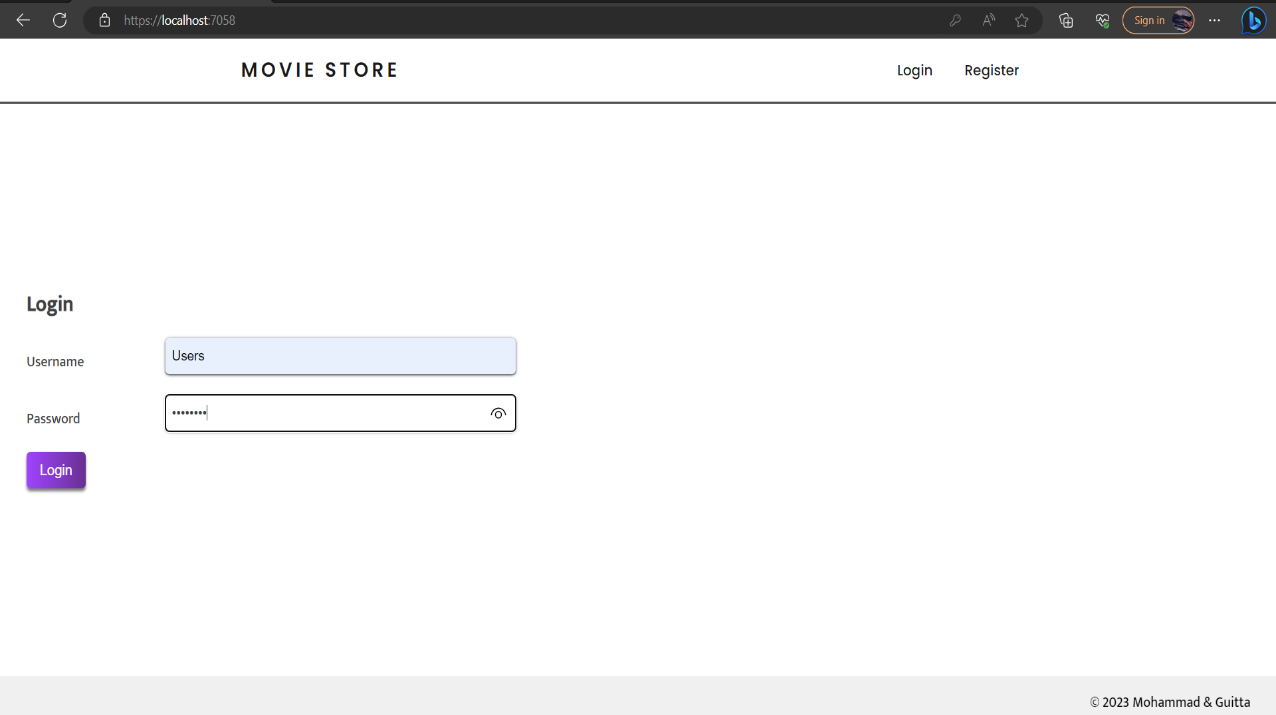 https://localhost:7058
Sign in
MOVIE STORE
Login
Register
Login
Username
Users
Password
••••••••
Login
© 2023 Mohammad & Guitta